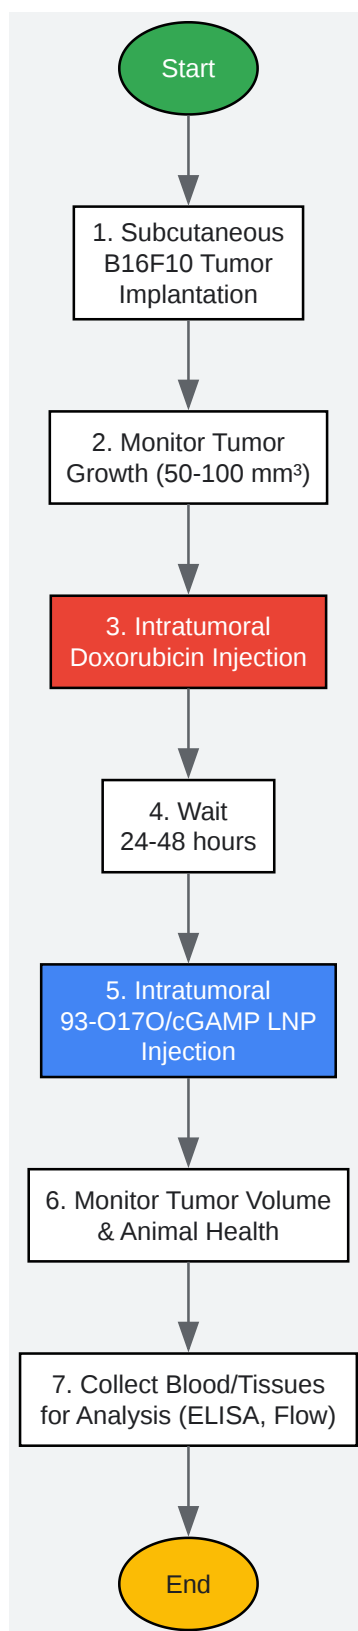 Start
1. Subcutaneous
B16F10 Tumor
Implantation
2. Monitor Tumor
Growth (50-100 mm³)
3. Intratumoral
Doxorubicin Injection
4. Wait
24-48 hours
5. Intratumoral
93-O17O/cGAMP LNP
Injection
6. Monitor Tumor Volume
& Animal Health
7. Collect Blood/Tissues
for Analysis (ELISA, Flow)
End